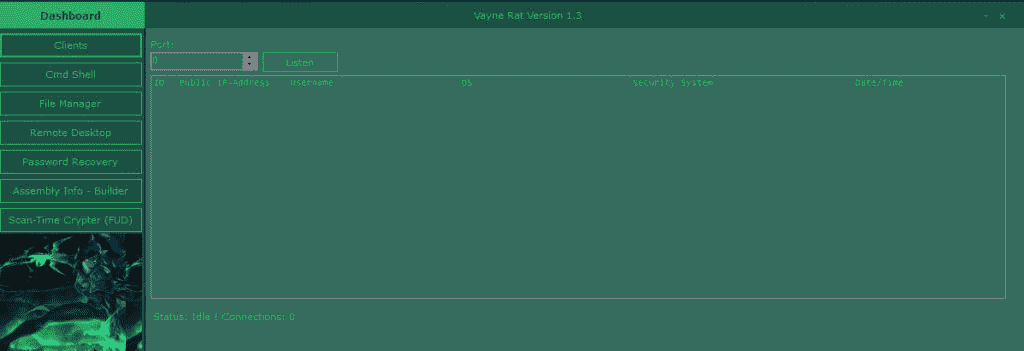 Dashboard
Vayne Rat Version 1.3
Clients
Cmd Shell
File Manager
Remote Desktop
Password Recovery
Assembly Info - Builder
Scan-Time Crypter (FUD)
Port:
0
Listen
ID Public IP-Address Username OS Security System Date/Time
Status: Idle ! Connections: 0